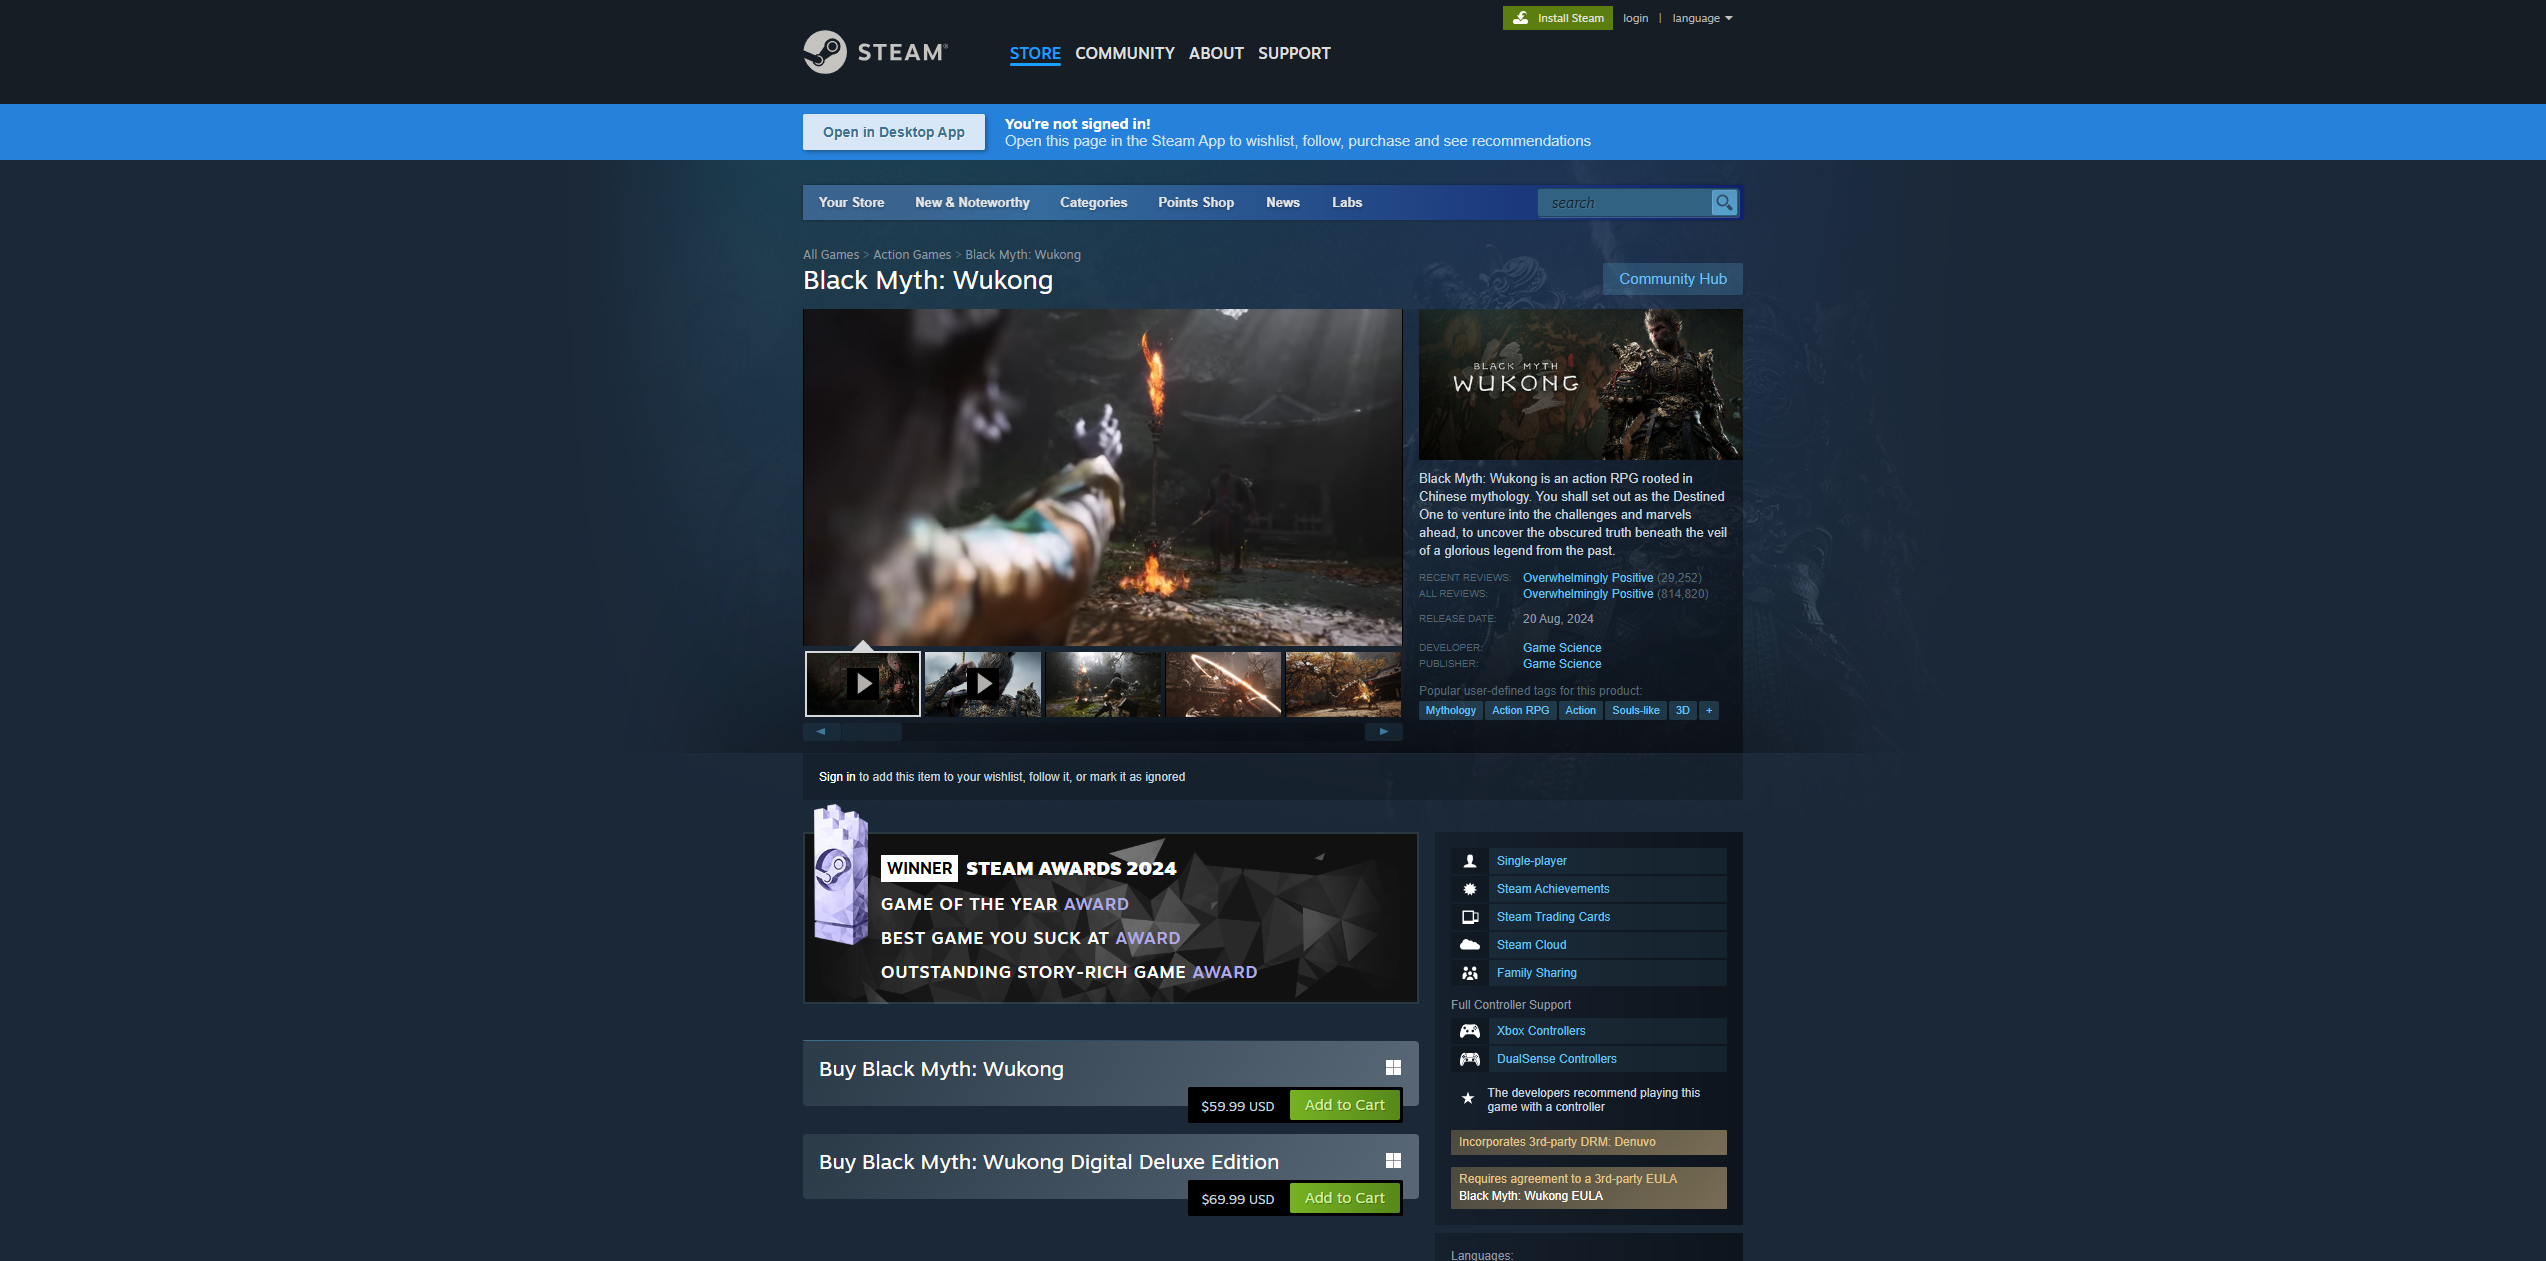 Install Steam
login | language
STEAM®
STORE COMMUNITY ABOUT SUPPORT
Open in Desktop App
You're not signed in!
Open this page in the Steam App to wishlist, follow, purchase and see recommendations
Your Store New & Noteworthy Categories Points Shop News Labs
search
All Games > Action Games > Black Myth: Wukong
Black Myth: Wukong
Community Hub
BLACK MYTH
WUKONG
Black Myth: Wukong is an action RPG rooted in
Chinese mythology. You shall set out as the Destined
One to venture into the challenges and marvels
ahead, to uncover the obscured truth beneath the veil
of a glorious legend from the past.
RECENT REVIEWS: Overwhelmingly Positive (29,252)
ALL REVIEWS: Overwhelmingly Positive (814,820)
RELEASE DATE: 20 Aug, 2024
DEVELOPER: Game Science
PUBLISHER: Game Science
Popular user-defined tags for this product:
Mythology Action RPG Action Souls-like 3D +
Sign in to add this item to your wishlist, follow it, or mark it as ignored
WINNER STEAM AWARDS 2024
GAME OF THE YEAR AWARD
BEST GAME YOU SUCK AT AWARD
OUTSTANDING STORY-RICH GAME AWARD
Single-player
Steam Achievements
Steam Trading Cards
Steam Cloud
Family Sharing
Full Controller Support
Xbox Controllers
DualSense Controllers
The developers recommend playing this
game with a controller
Incorporates 3rd-party DRM: Denuvo
Requires agreement to a 3rd-party EULA
Black Myth: Wukong EULA
Buy Black Myth: Wukong
$59.99 USD Add to Cart
Buy Black Myth: Wukong Digital Deluxe Edition
$69.99 USD Add to Cart
Languages: